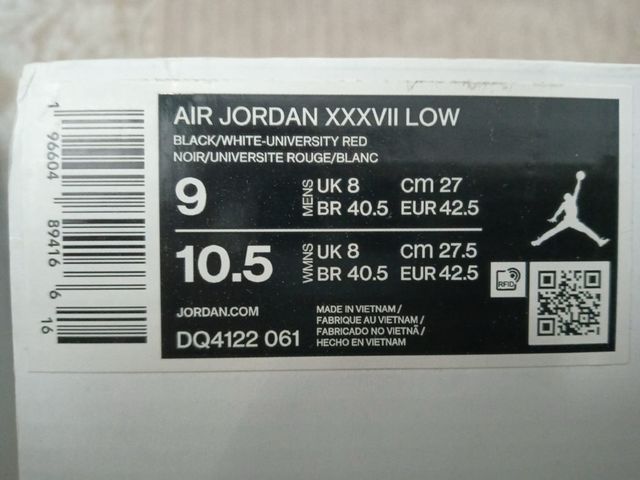 AIR JORDAN XXXVII LOW
BLACK/WHITE-UNIVERSITY RED
NOIR/UNIVERSITE ROUGE/BLANC
9 MENS UK 8 cm 27
BR 40.5 EUR 42.5
10.5 WMNS UK 8 cm 27.5
BR 40.5 EUR 42.5
RFID
JORDAN.COM
DQ4122 061
MADE IN VIETNAM /
FABRIQUE AU VIETNAM /
FABRICADO NO VIETNÃ /
HECHO EN VIETNAM
1 96604 89416 6 16